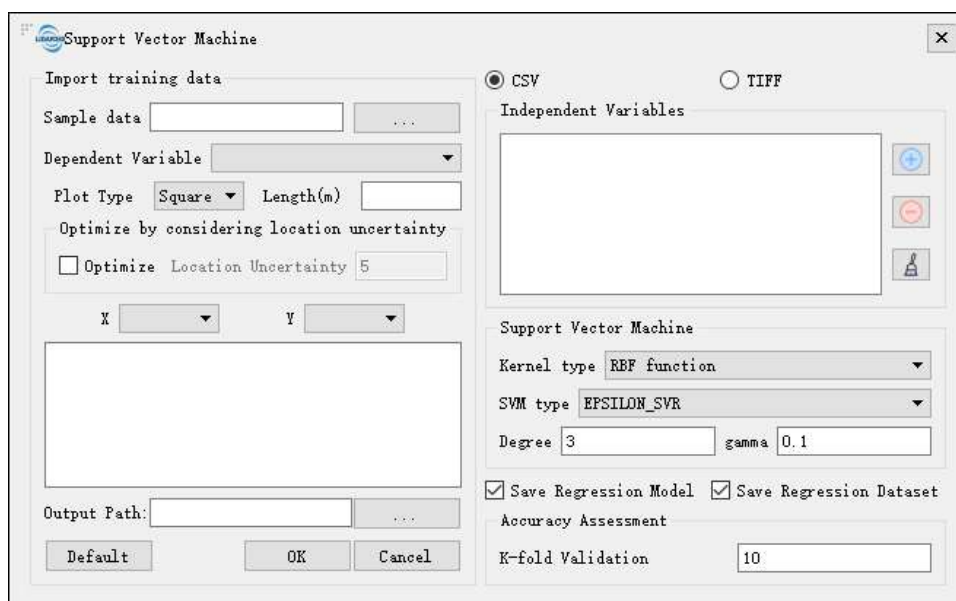 Support Vector Machine
Import training data
Sample data ...
Dependent Variable
Plot Type Square Length(m)
Optimize by considering location uncertainty
Optimize Location Uncertainty 5
X Y
Output Path: ...
Default OK Cancel
CSV TIFF
Independent Variables
Support Vector Machine
Kernel type RBF function
SVM type EPSILON_SVR
Degree 3 gamma 0.1
Save Regression Model Save Regression Dataset
Accuracy Assessment
K-fold Validation 10